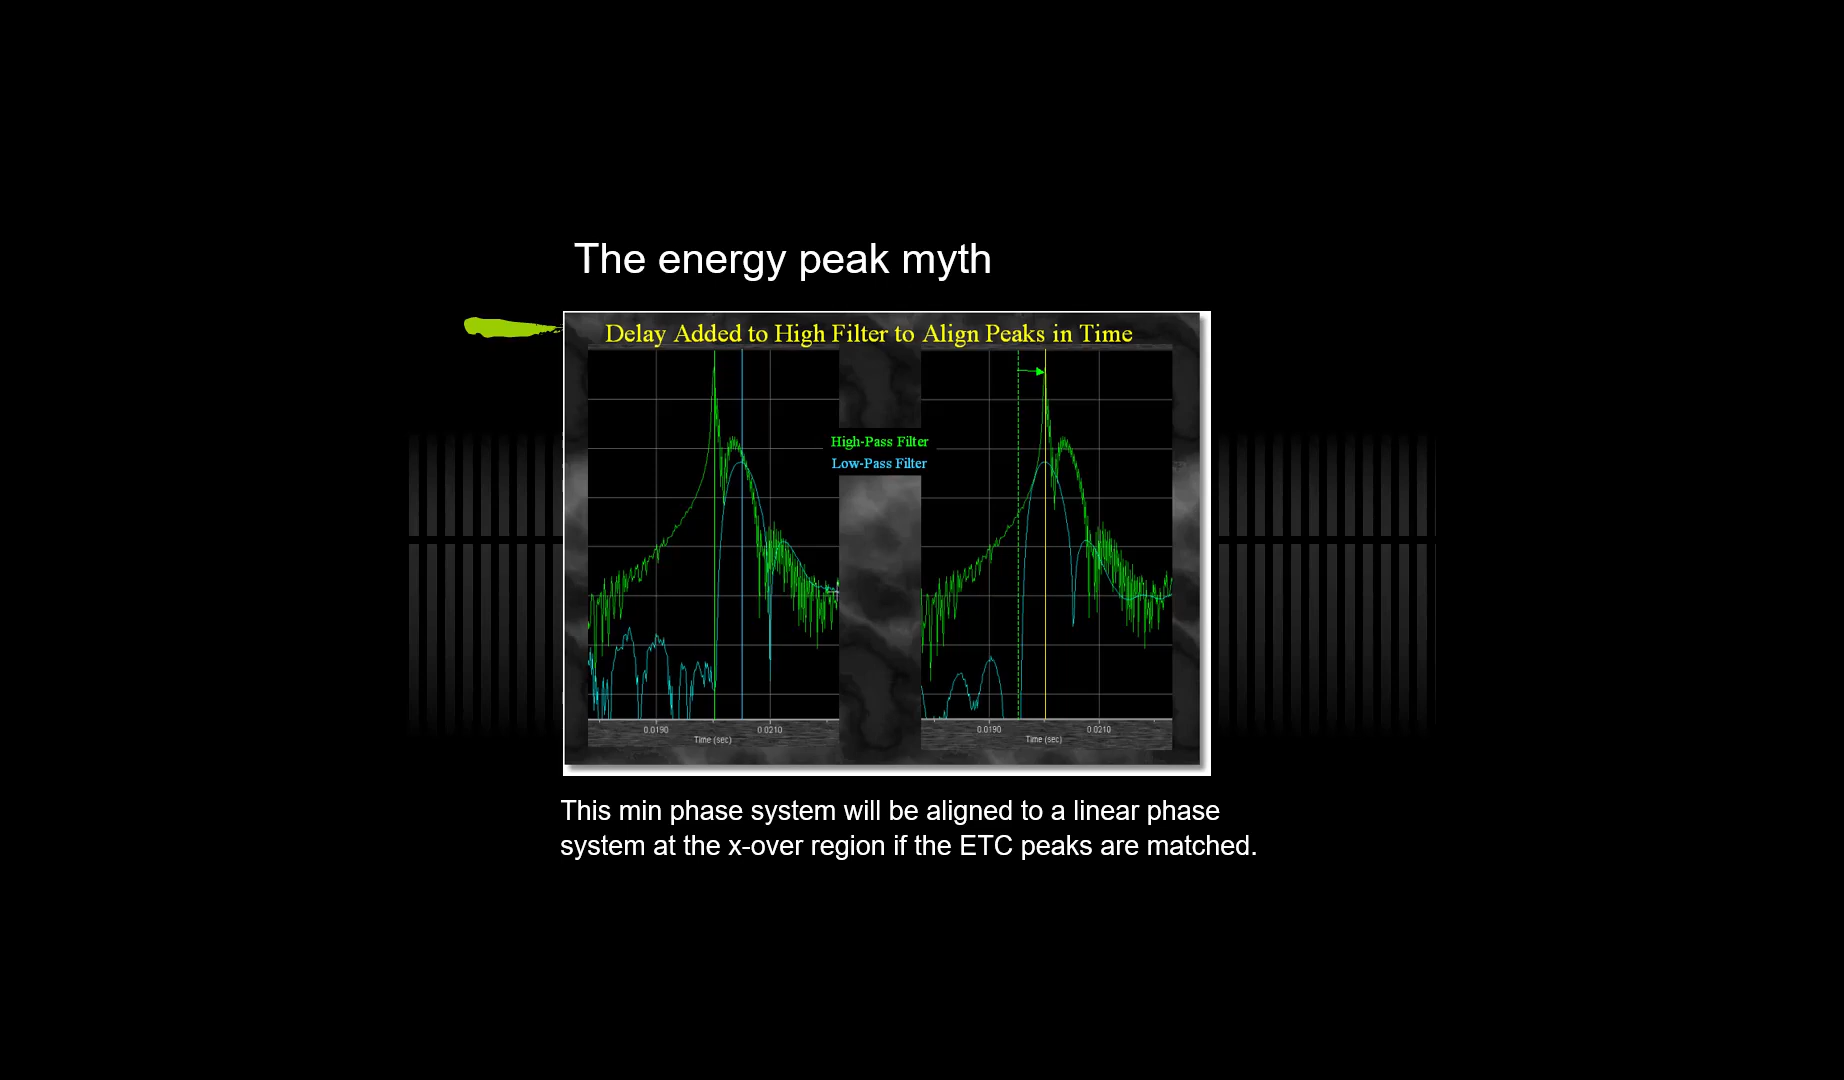 The energy peak myth
Delay Added to High Filter to Align Peaks in Time
High-Pass Filter
Low-Pass Filter
0.0190
0.0210
Time (sec)
0.0190
0.0210
Time (sec)
This min phase system will be aligned to a linear phase
system at the x-over region if the ETC peaks are matched.